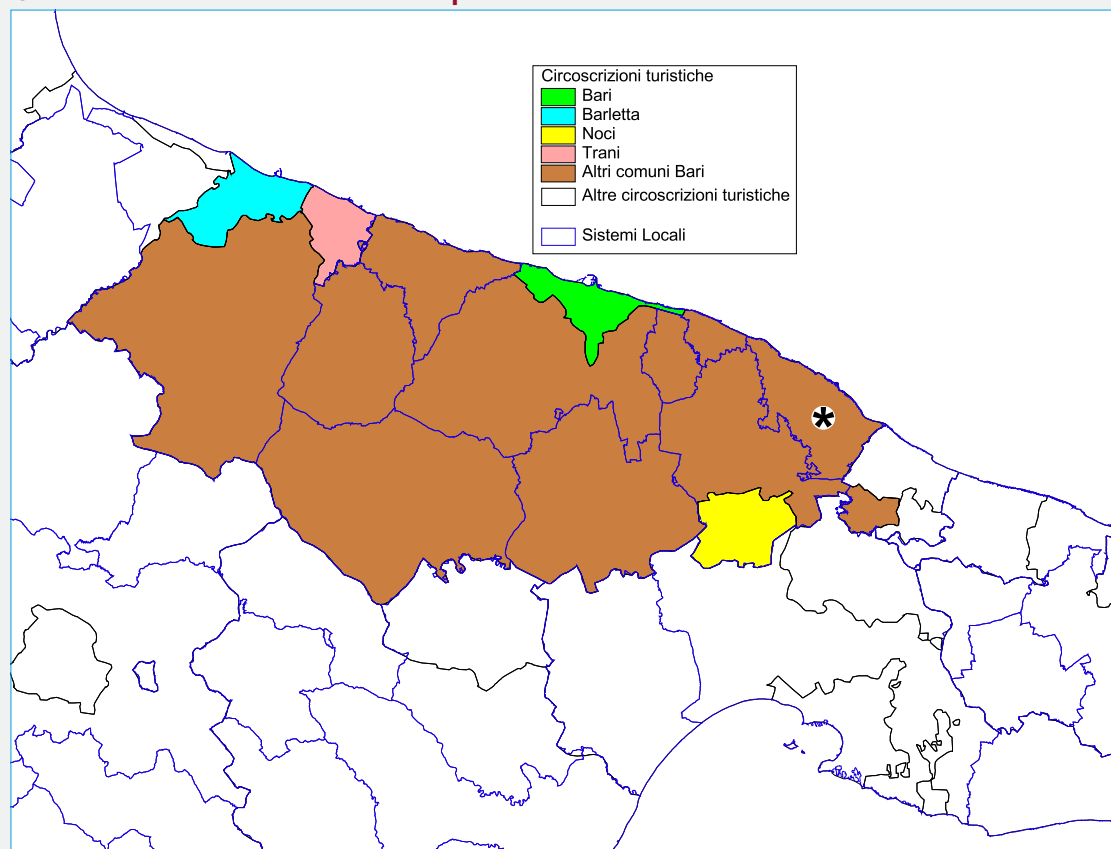 Circoscrizioni turistiche
Bari
Barletta
Noci
Trani
Altri comuni Bari
Altre circoscrizioni turistiche
Sistemi Locali
*